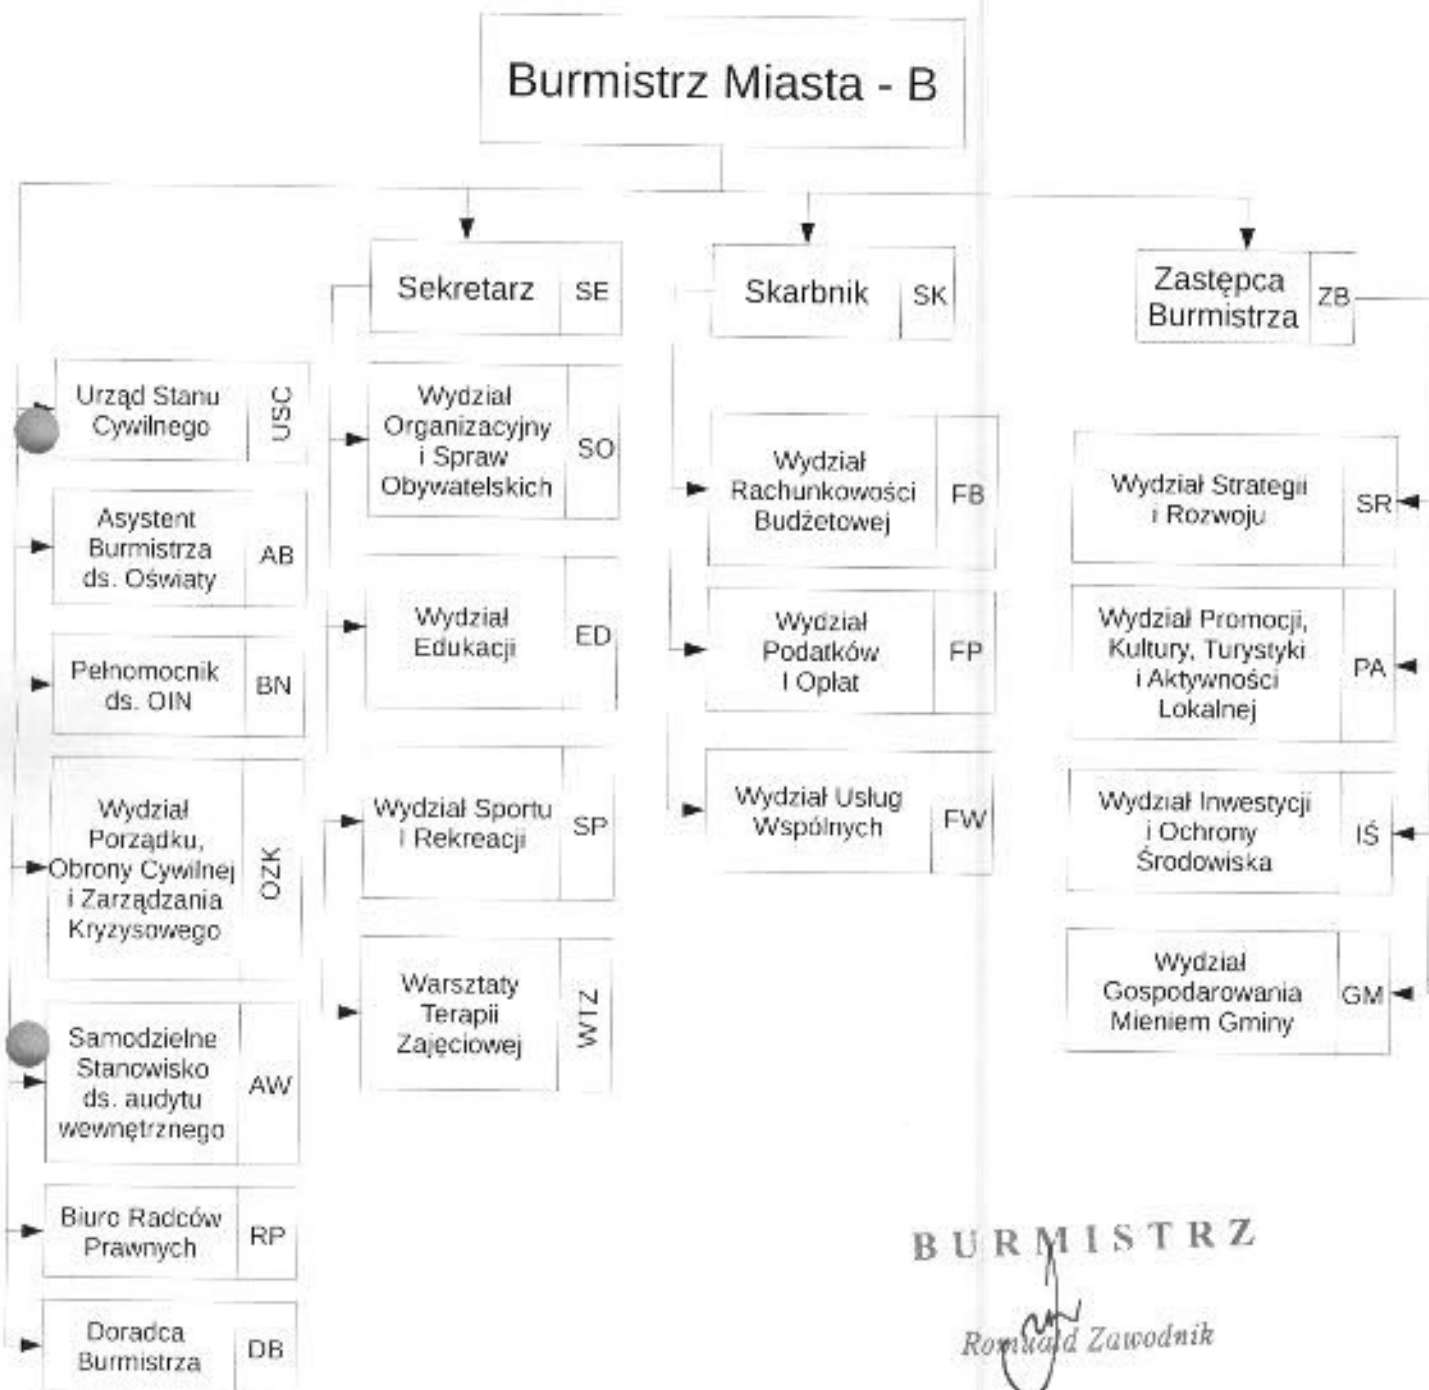 Burmistrz Miasta - B
Sekretarz
SE
Skarbnik
SK
Zastępca
Burmistrza
ZB
Urząd Stanu
Cywilnego
USC
Asystent
Burmistrza
ds. Oświaty
AB
Pełnomocnik
ds. OIN
BN
Wydział
Porządku,
Obrony Cywilnej
i Zarządzania
Kryzysowego
OZK
Samodzielne
Stanowisko
ds. audytu
wewnętrznego
AW
Biuro Radców
Prawnych
RP
Doradca
Burmistrza
DB
Wydział
Organizacyjny
i Spraw
Obywatelskich
SO
Wydział
Edukacji
ED
Wydział Sportu
I Rekreacji
SP
Warsztaty
Terapii
Zajęciowej
WTZ
Wydział
Rachunkowości
Budżetowej
FB
Wydział
Podatków
I Opłat
FP
Wydział Usług
Wspólnych
FW
Wydział Strategii
i Rozwoju
SR
Wydział Promocji,
Kultury, Turystyki
i Aktywności
Lokalnej
PA
Wydział Inwestycji
i Ochrony
Środowiska
IŚ
Wydział
Gospodarowania
Mieniem Gminy
GM
BURMISTRZ
Romuald Zawodnik